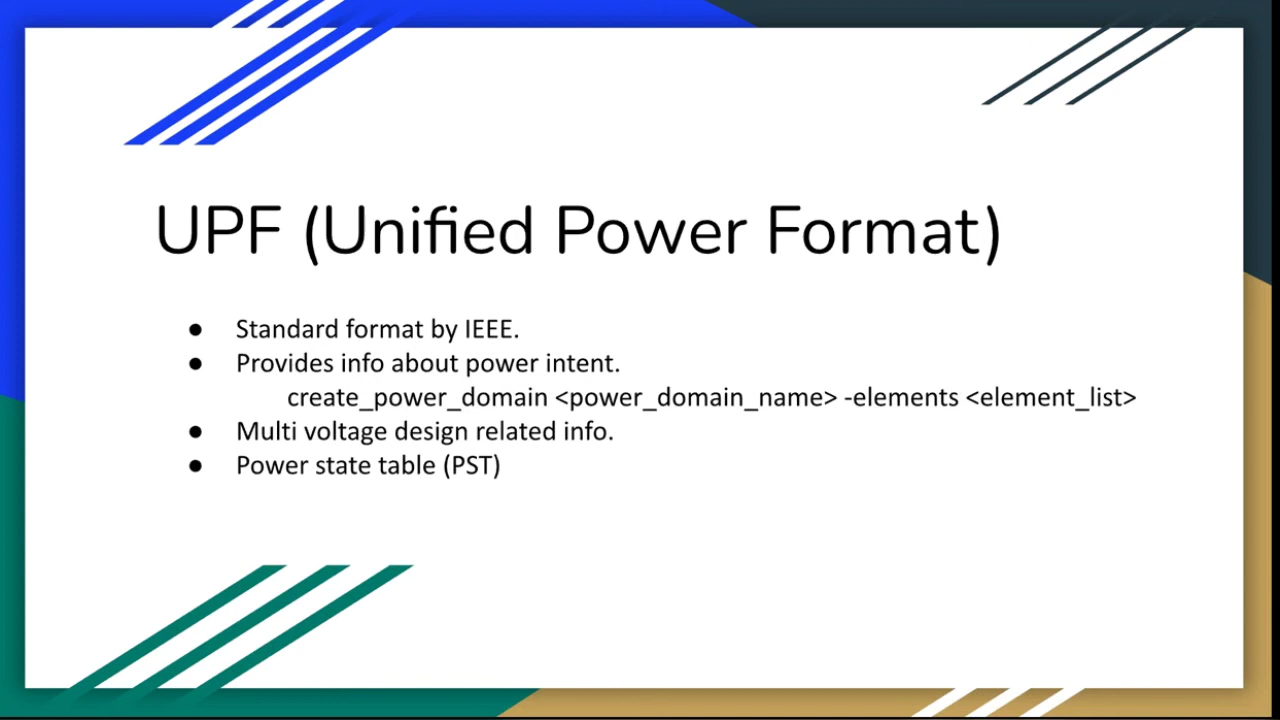 UPF (Unified Power Format)
● Standard format by IEEE.
● Provides info about power intent.
create_power_domain <power_domain_name> -elements <element_list>
● Multi voltage design related info.
● Power state table (PST)